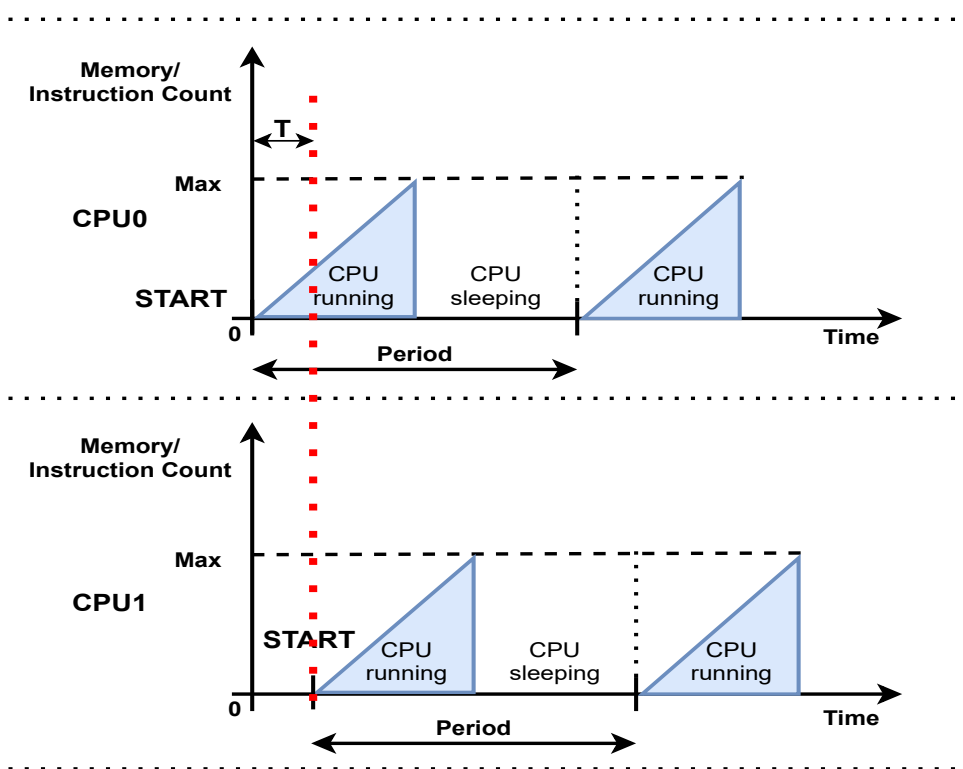 Memory/
Instruction Count
T
Max
CPU0
CPU
running
CPU
sleeping
CPU
running
START
0
Time
Period
Memory/
Instruction Count
Max
CPU1
START
CPU
running
CPU
sleeping
CPU
running
0
Time
Period